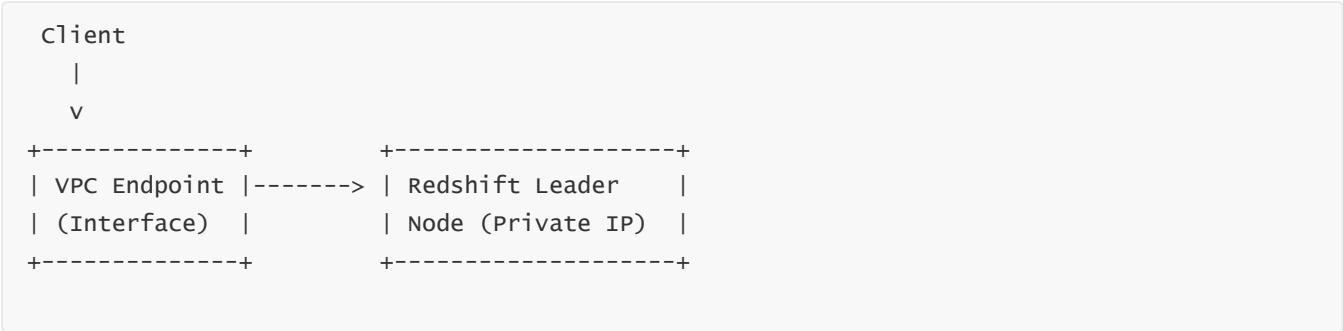 Client
|
v
+--------------+         +--------------------+
| VPC Endpoint |-------> | Redshift Leader    |
| (Interface)  |         | Node (Private IP)  |
+--------------+         +--------------------+